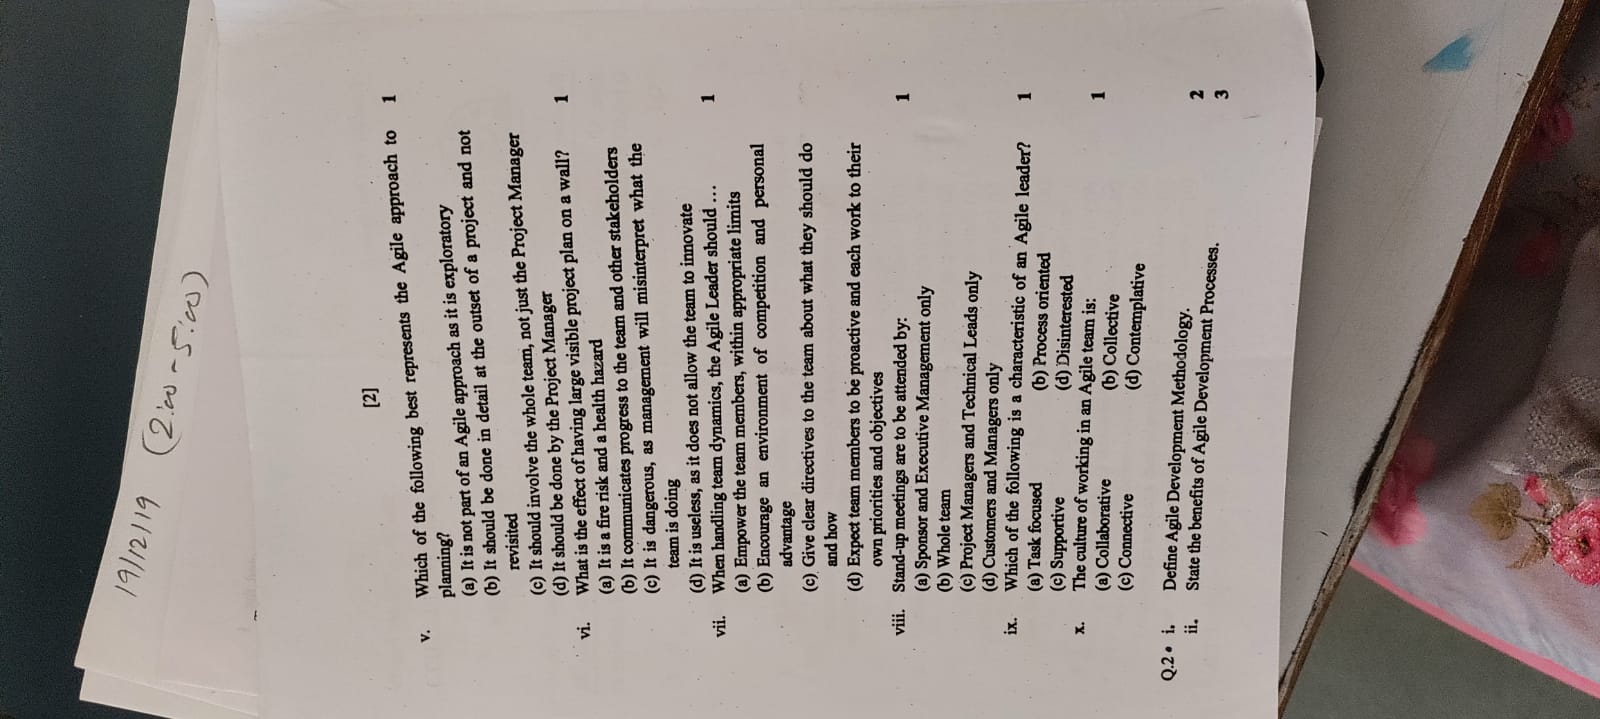 19/12/19 (2:00-5:00)
[2]
v. Which of the following best represents the Agile approach to 1
planning?
(a) It is not part of an Agile approach as it is exploratory
(b) It should be done in detail at the outset of a project and not
revisited
(c) It should involve the whole team, not just the Project Manager
(d) It should be done by the Project Manager
vi. What is the effect of having large visible project plan on a wall? 1
(a) It is a fire risk and a health hazard
(b) It communicates progress to the team and other stakeholders
(c) It is dangerous, as management will misinterpret what the
team is doing
(d) It is useless, as it does not allow the team to innovate
vii. When handling team dynamics, the Agile Leader should ... 1
(a) Empower the team members, within appropriate limits
(b) Encourage an environment of competition and personal
advantage
(c) Give clear directives to the team about what they should do
and how
(d) Expect team members to be proactive and each work to their
own priorities and objectives
viii. Stand-up meetings are to be attended by: 1
(a) Sponsor and Executive Management only
(b) Whole team
(c) Project Managers and Technical Leads only
(d) Customers and Managers only
ix. Which of the following is a characteristic of an Agile leader? 1
(a) Task focused (b) Process oriented
(c) Supportive (d) Disinterested
x. The culture of working in an Agile team is: 1
(a) Collaborative (b) Collective
(c) Connective (d) Contemplative
Q.2 i. Define Agile Development Methodology. 2
ii. State the benefits of Agile Development Processes. 3